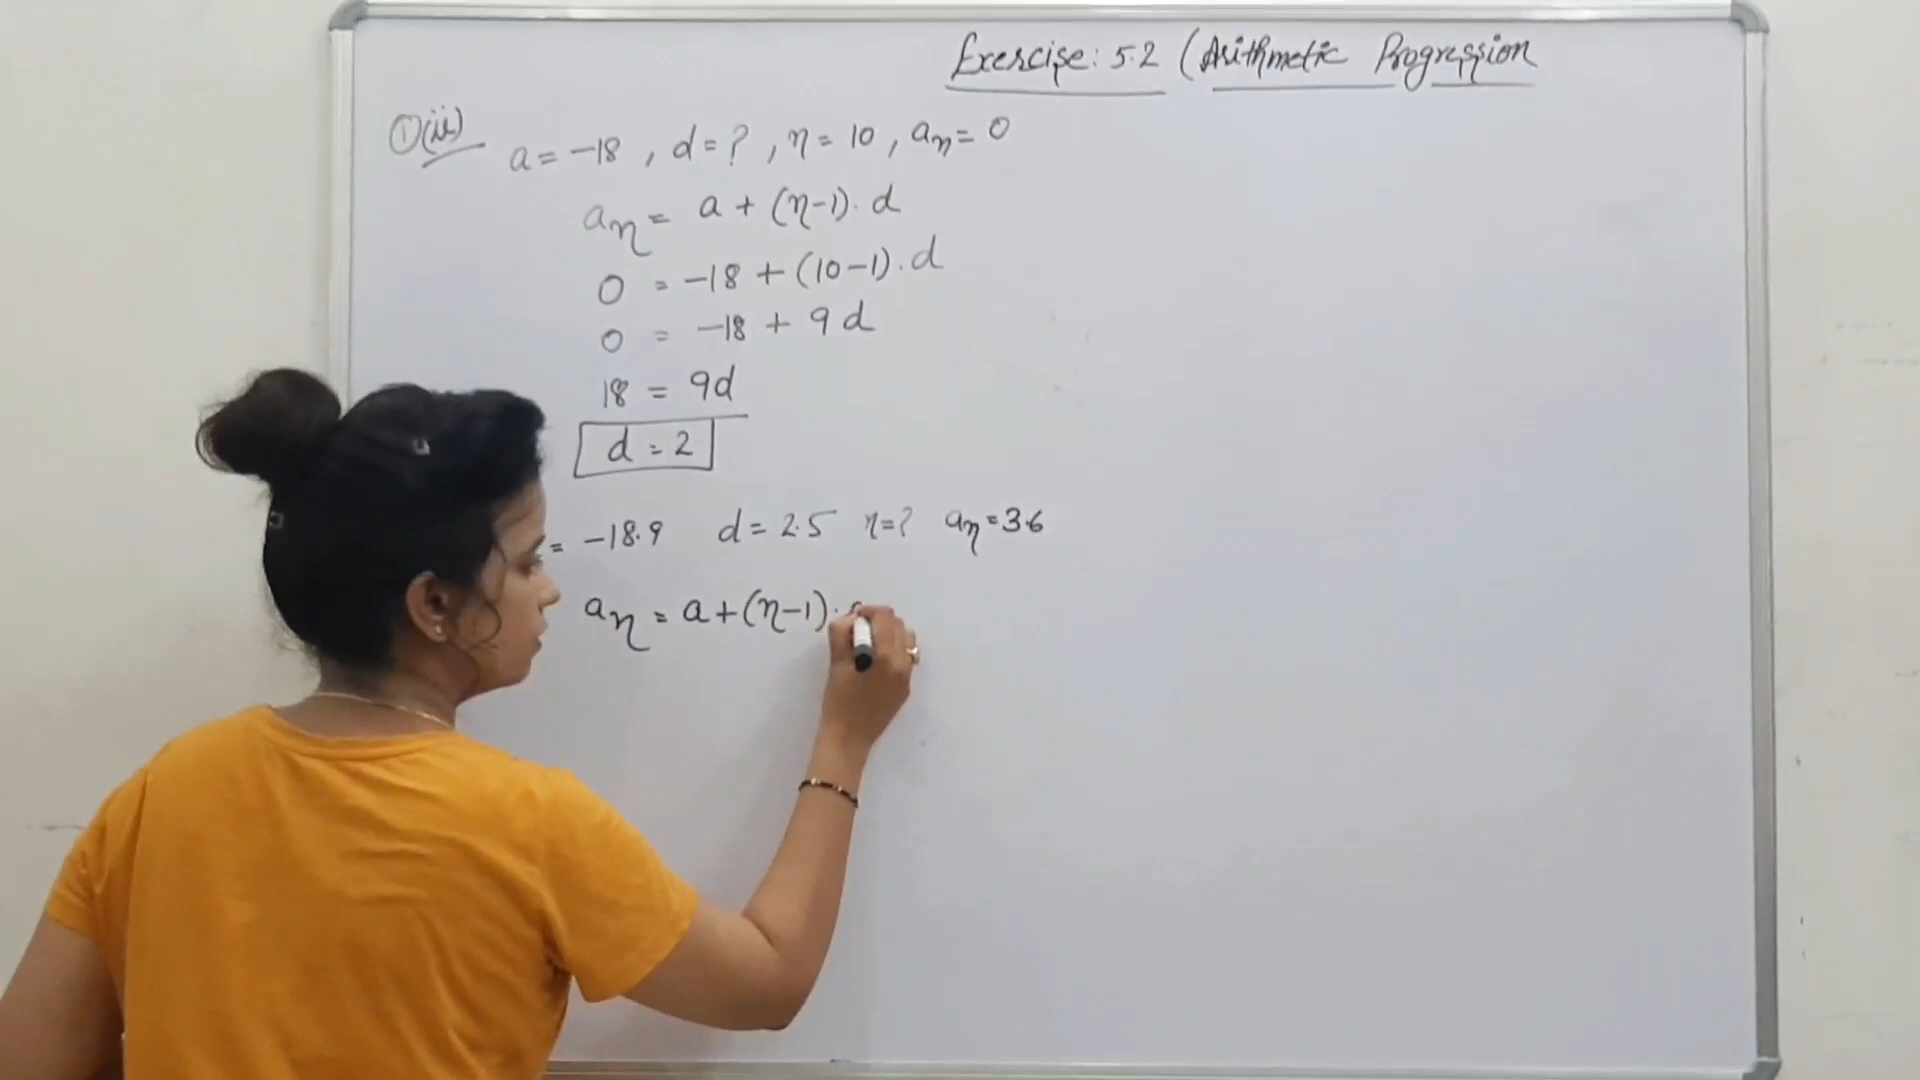 Exercise: 5.2 (Arithmetic Progression
1(ii) a = -18 , d = ? , n = 10 , an = 0
an = a + (n-1). d
0 = -18 + (10-1). d
0 = -18 + 9d
18 = 9d
d = 2
= -18.9 d = 2.5 n = ? an = 3.6
an = a + (n-1).